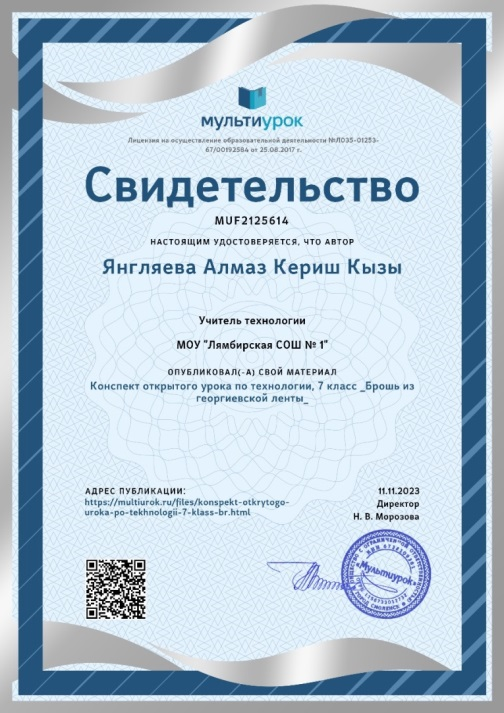 мультиурок
Лицензия на осуществление образовательной деятельности №Л035-01253-
67/00192584 от 25.08.2017 г.
Свидетельство
MUF2125614
НАСТОЯЩИМ УДОСТОВЕРЯЕТСЯ, ЧТО АВТОР
Янгляева Алмаз Кериш Кызы
Учитель технологии
МОУ "Лямбирская СОШ № 1"
ОПУБЛИКОВАЛ(-А) СВОЙ МАТЕРИАЛ
Конспект открытого урока по технологии, 7 класс _Брошь из
георгиевской ленты_
АДРЕС ПУБЛИКАЦИИ:
https://multiurok.ru/files/konspekt-otkrytogo-
uroka-po-tekhnologii-7-klass-br.html
11.11.2023
Директор
Н. В. Морозова
«Мультиурок»